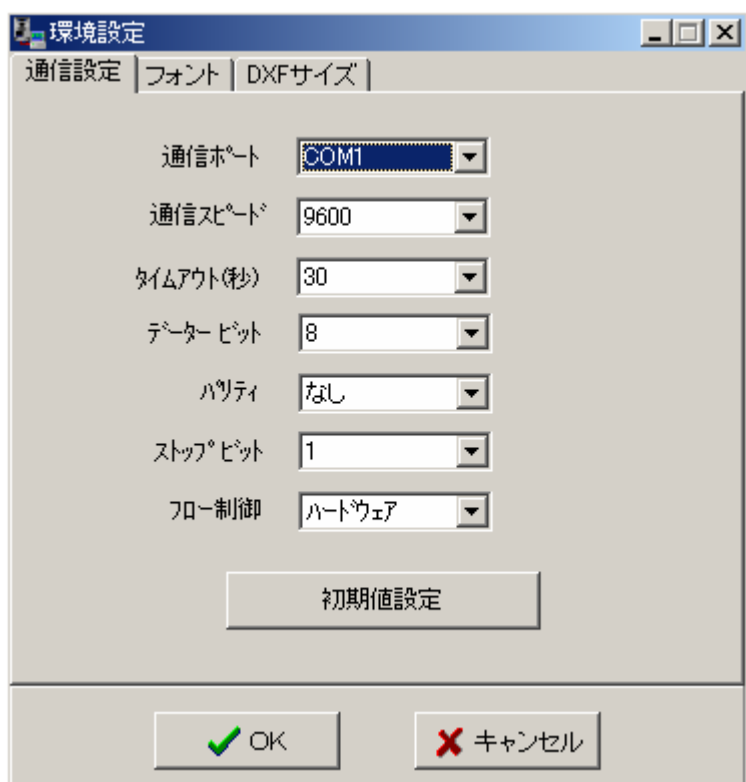 環境設定
通信設定 フォント DXFサイズ
通信ﾎﾟｰﾄ COM1
通信ｽﾋﾟｰﾄﾞ 9600
ﾀｲﾑｱｳﾄ(秒) 30
ﾃﾞｰﾀｰ ﾋﾞｯﾄ 8
ﾊﾟﾘﾃｨ なし
ｽﾄｯﾌﾟﾋﾞｯﾄ 1
ﾌﾛｰ制御 ﾊｰﾄﾞｳｪｱ
初期値設定
OK キャンセル